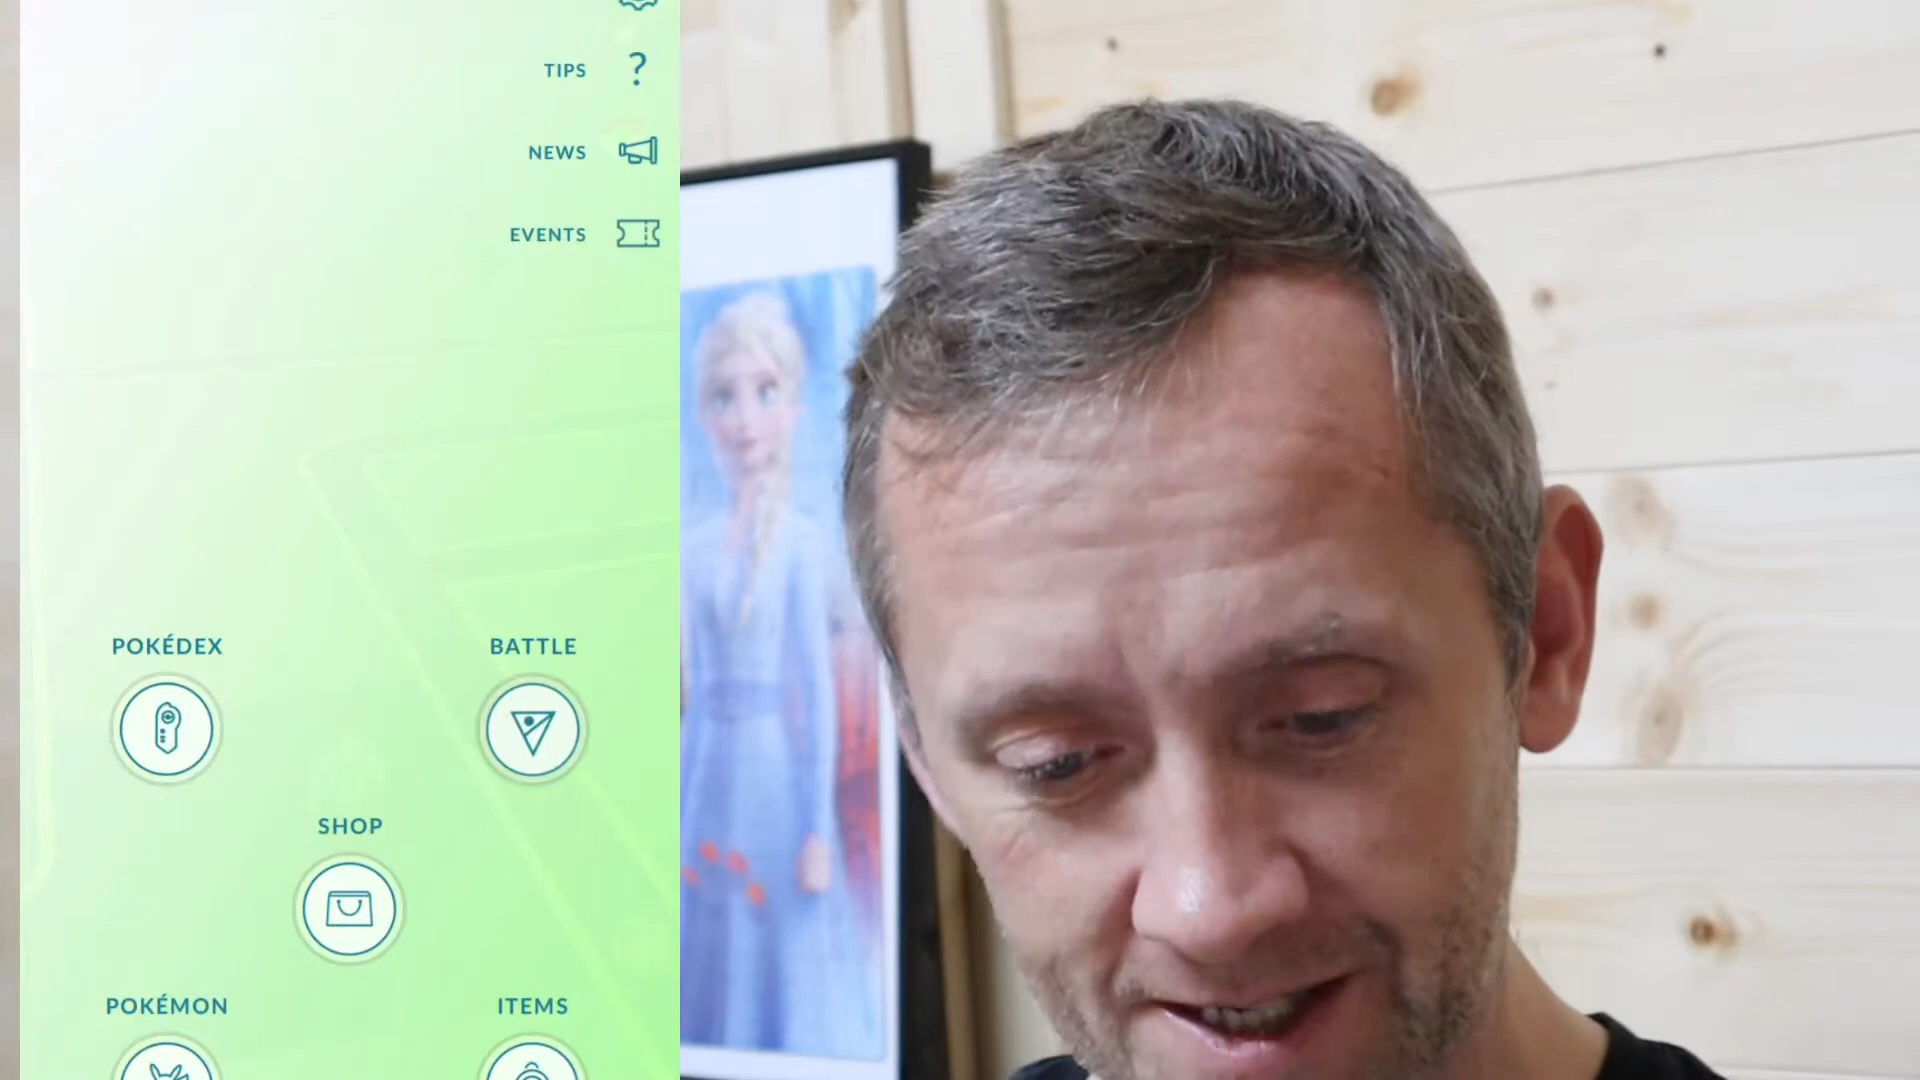 TIPS
NEWS
EVENTS
POKÉDEX
BATTLE
SHOP
POKÉMON
ITEMS